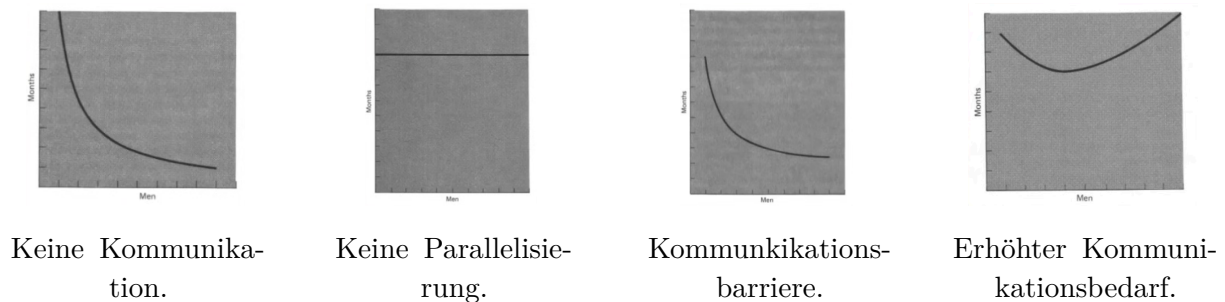 Months
Men
Months
Men
Months
Men
Months
Men
Keine Kommunika-
tion.
Keine Parallelisie-
rung.
Kommunkikations-
barriere.
Erhöhter Kommuni-
kationsbedarf.